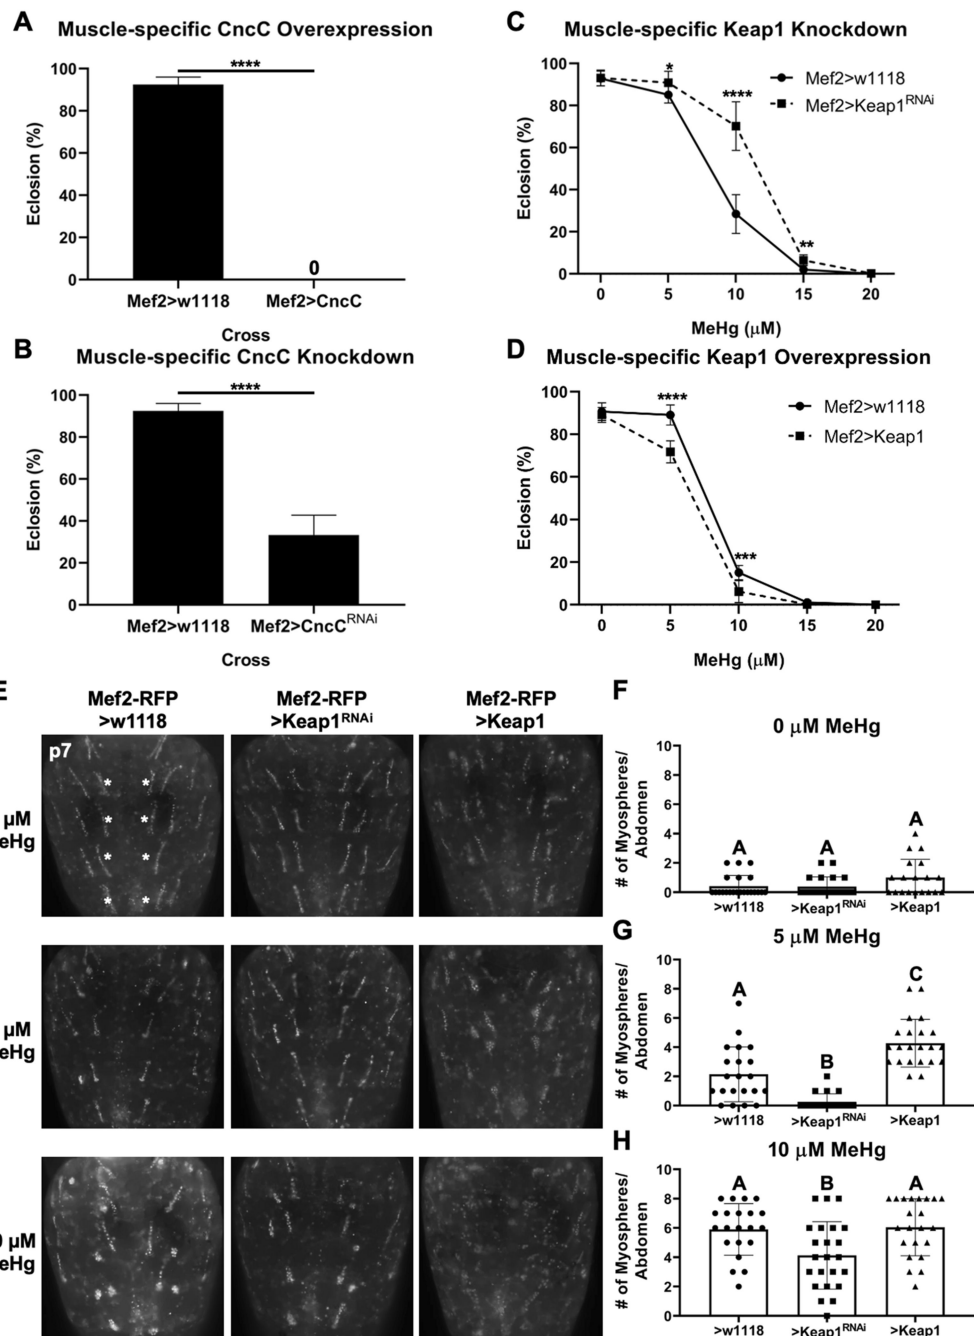 A
Muscle-specific CncC Overexpression
****
100
80
60
40
20
0
Eclosion (%)
0
Mef2>w1118
Mef2>CncC
Cross
B
Muscle-specific CncC Knockdown
****
100
80
60
40
20
0
Eclosion (%)
Mef2>w1118
Mef2>CncC^RNAi
Cross
C
Muscle-specific Keap1 Knockdown
100
80
60
40
20
0
Eclosion (%)
*
****
**
Mef2>w1118
Mef2>Keap1^RNAi
0 5 10 15 20
MeHg (μM)
D
Muscle-specific Keap1 Overexpression
100
80
60
40
20
0
Eclosion (%)
****
***
Mef2>w1118
Mef2>Keap1
0 5 10 15 20
MeHg (μM)
E
Mef2-RFP
>w1118
Mef2-RFP
>Keap1^RNAi
Mef2-RFP
>Keap1
p7
* *
* *
* *
* *
μM
eHg
μM
eHg
0 μM
eHg
F
0 μM MeHg
10
8
6
4
2
0
# of Myospheres/
Abdomen
A
A
A
>w1118
>Keap1^RNAi
>Keap1
G
5 μM MeHg
10
8
6
4
2
0
# of Myospheres/
Abdomen
A
B
C
>w1118
>Keap1^RNAi
>Keap1
H
10 μM MeHg
10
8
6
4
2
0
# of Myospheres/
Abdomen
A
B
A
>w1118
>Keap1^RNAi
>Keap1